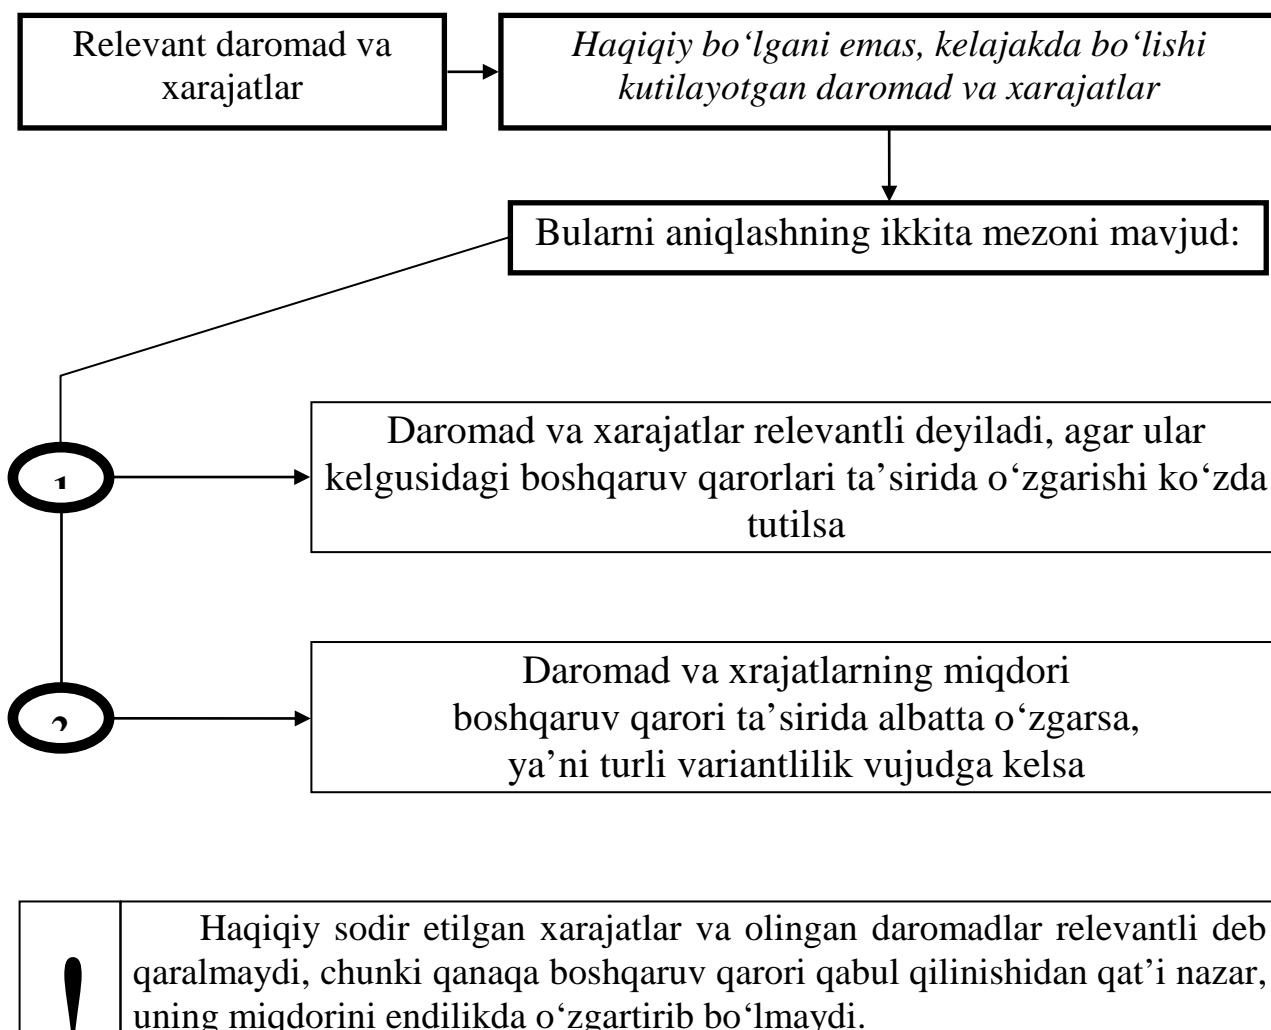 Relevant daromad va
xarajatlar
Haqiqiy bo‘lgani emas, kelajakda bo‘lishi
kutilayotgan daromad va xarajatlar
Bularni aniqlashning ikkita mezoni mavjud:
1
Daromad va xarajatlar relevantli deyiladi, agar ular
kelgusidagi boshqaruv qarorlari ta’sirida o‘zgarishi ko‘zda
tutilsa
2
Daromad va xrajatlarning miqdori
boshqaruv qarori ta’sirida albatta o‘zgarsa,
ya’ni turli variantlilik vujudga kelsa
!
Haqiqiy sodir etilgan xarajatlar va olingan daromadlar relevantli deb
qaralmaydi, chunki qanaqa boshqaruv qarori qabul qilinishidan qat’i nazar,
uning miqdorini endilikda o‘zgartirib bo‘lmaydi.